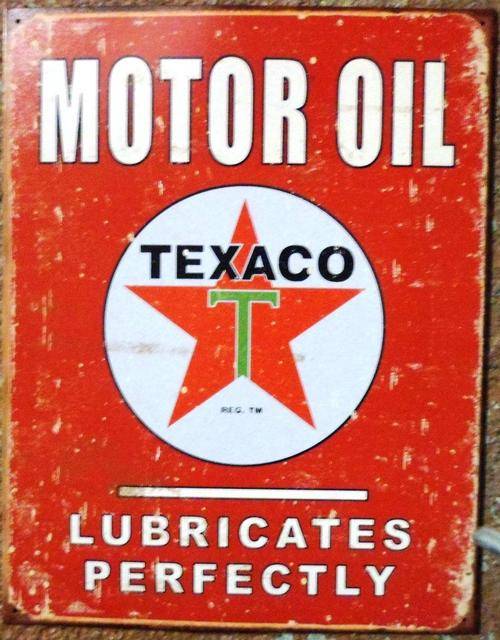 MOTOR OIL
TEXACO
T
REG. TM
LUBRICATES
PERFECTLY